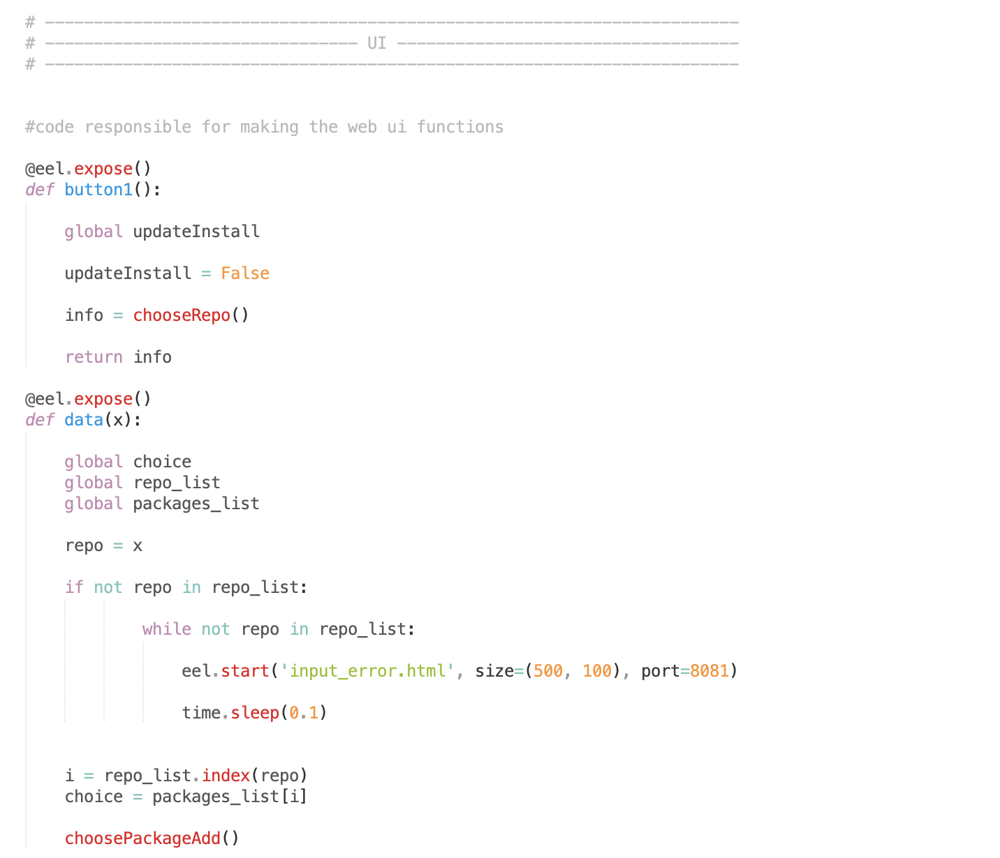 # -----------------------------------------------------------------------
# -------------------------------- UI -----------------------------------
# -----------------------------------------------------------------------
#code responsible for making the web ui functions
@eel.expose()
def button1():
    global updateInstall
    updateInstall = False
    info = chooseRepo()
    return info
@eel.expose()
def data(x):
    global choice
    global repo_list
    global packages_list
    repo = x
    if not repo in repo_list:
            while not repo in repo_list:
                eel.start('input_error.html', size=(500, 100), port=8081)
                time.sleep(0.1)
    i = repo_list.index(repo)
    choice = packages_list[i]
    choosePackageAdd()